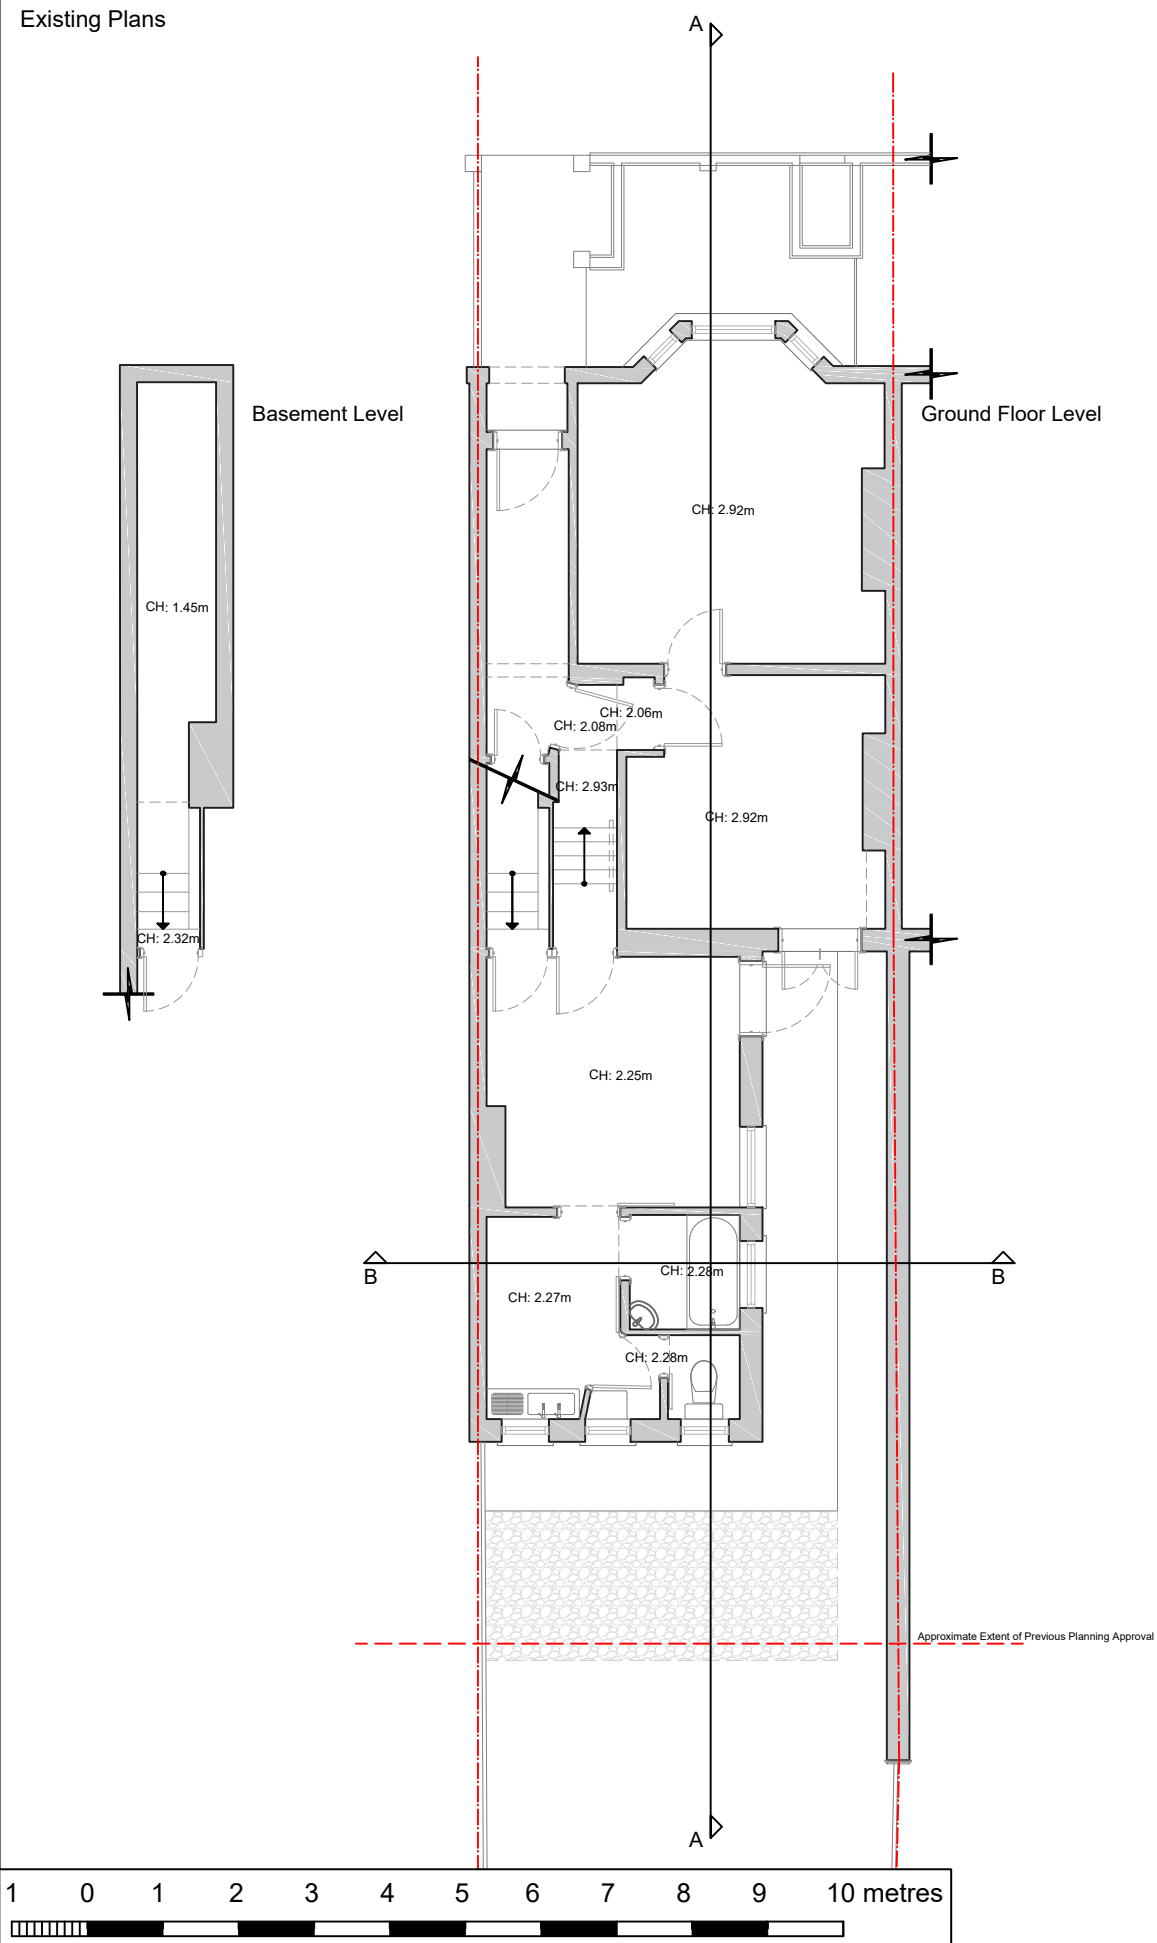 Existing Plans
A
Basement Level
Ground Floor Level
CH: 2.92m
CH: 1.45m
CH: 2.06m
CH: 2.08m
CH: 2.93m
CH: 2.92m
CH: 2.32m
CH: 2.25m
B
CH: 2.28m
B
CH: 2.27m
CH: 2.28m
Approximate Extent of Previous Planning Approval
A
1 0 1 2 3 4 5 6 7 8 9 10 metres